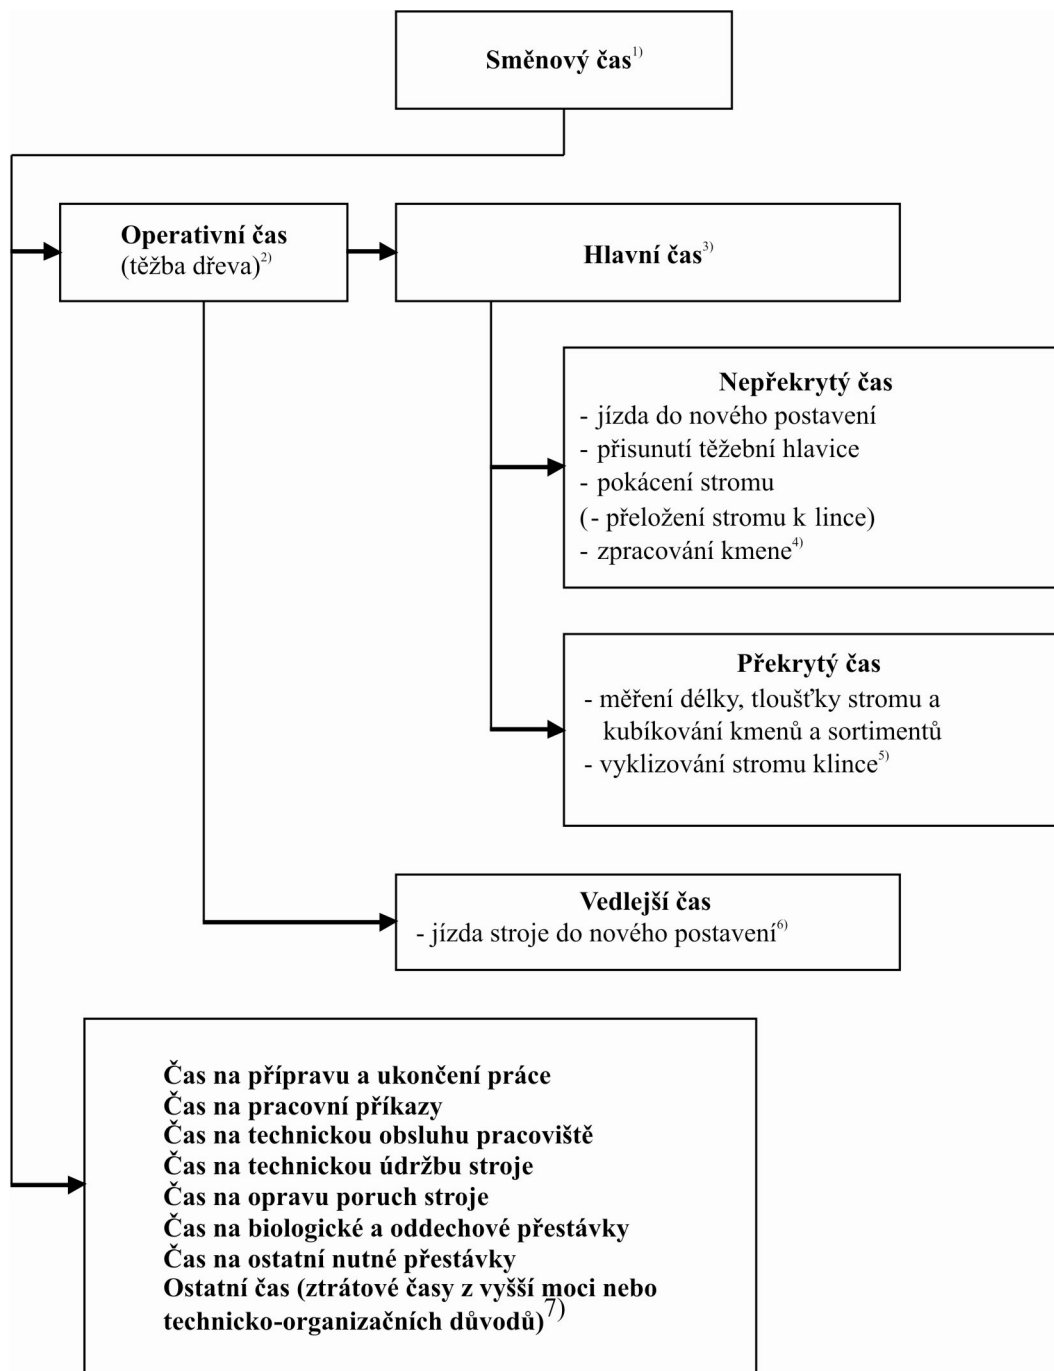 Směnový čas1)
Operativní čas
(těžba dřeva)2)
Hlavní čas3)
Nepřekrytý čas
- jízda do nového postavení
- přisunutí těžební hlavice
- pokácení stromu
(- přeložení stromu k lince)
- zpracování kmene4)
Překrytý čas
- měření délky, tloušťky stromu a
kubíkování kmenů a sortimentů
- vyklizování stromu klince5)
Vedlejší čas
- jízda stroje do nového postavení6)
Čas na přípravu a ukončení práce
Čas na pracovní příkazy
Čas na technickou obsluhu pracoviště
Čas na technickou údržbu stroje
Čas na opravu poruch stroje
Čas na biologické a oddechové přestávky
Čas na ostatní nutné přestávky
Ostatní čas (ztrátové časy z vyšší moci nebo
technicko-organizačních důvodů)7)